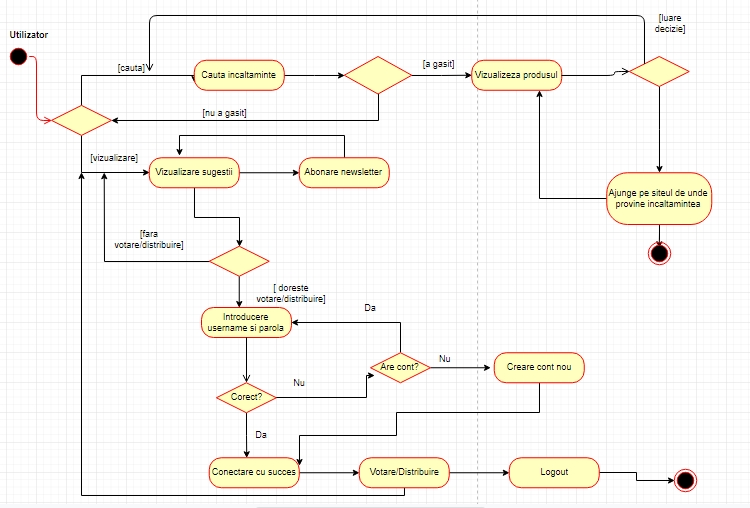 [luare
decizie]
Utilizator
[cauta]
Cauta incaltaminte
[a gasit]
Vizualizeza produsul
[nu a gasit]
[vizualizare]
Vizualizare sugestii
Abonare newsletter
Ajunge pe siteul de unde
provine incaltamintea
[fara
votare/distribuire]
[ doreste
votare/distribuire]
Introducere
username si parola
Da
Are cont?
Nu
Creare cont nou
Nu
Corect?
Da
Conectare cu succes
Votare/Distribuire
Logout